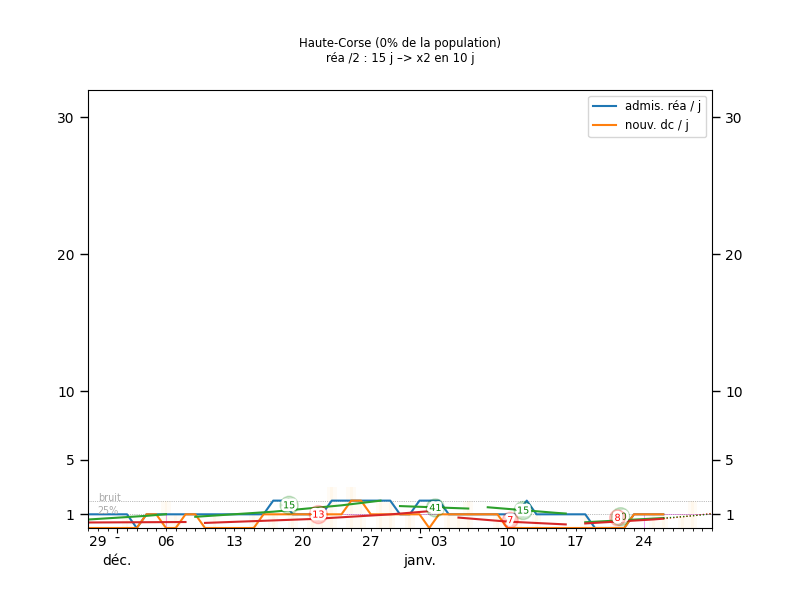 Haute-Corse (0% de la population)
réa /2 : 15 j –> x2 en 10 j
admis. réa / j
nouv. dc / j
30 30
20 20
10 10
5 5
1 1
bruit
25%
15 13 41 7 15 8
29 - 06 13 20 27 - 03 10 17 24
déc. janv.